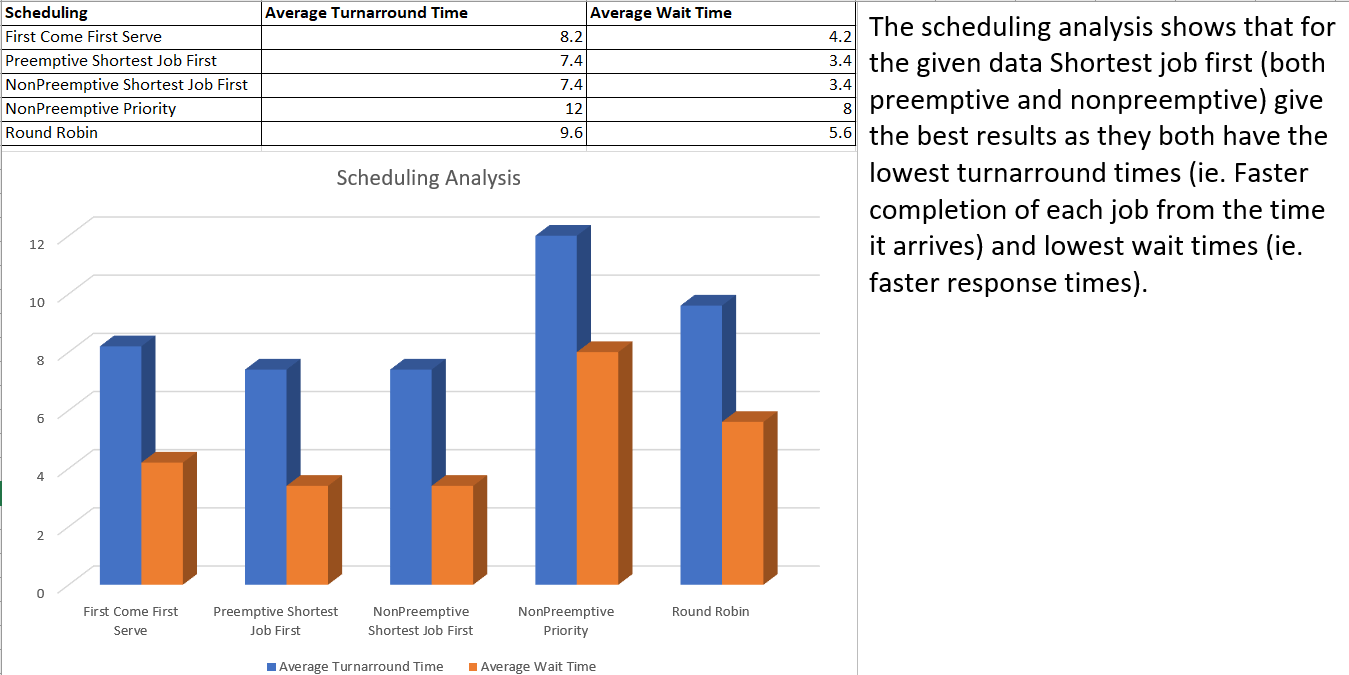 Scheduling Average Turnarround Time Average Wait Time
First Come First Serve 8.2 4.2
Preemptive Shortest Job First 7.4 3.4
NonPreemptive Shortest Job First 7.4 3.4
NonPreemptive Priority 12 8
Round Robin 9.6 5.6
Scheduling Analysis
12
10
8
6
4
2
0
First Come First
Serve
Preemptive Shortest
Job First
NonPreemptive
Shortest Job First
NonPreemptive
Priority
Round Robin
Average Turnarround Time Average Wait Time
The scheduling analysis shows that for
the given data Shortest job first (both
preemptive and nonpreemptive) give
the best results as they both have the
lowest turnarround times (ie. Faster
completion of each job from the time
it arrives) and lowest wait times (ie.
faster response times).